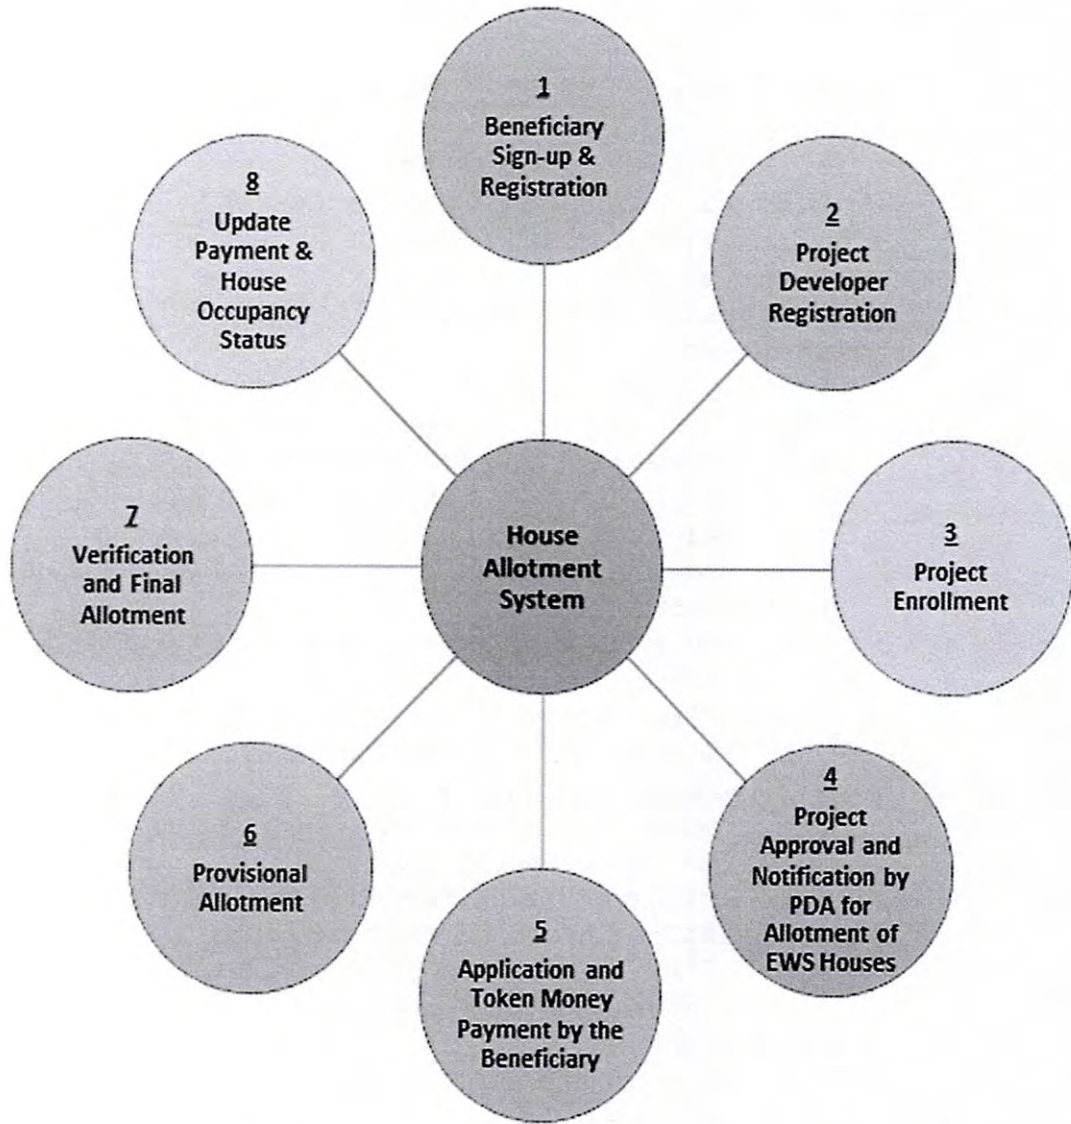 1
Beneficiary
Sign-up &
Registration
2
Project
Developer
Registration
3
Project
Enrollment
4
Project
Approval and
Notification by
PDA for
Allotment of
EWS Houses
5
Application and
Token Money
Payment by the
Beneficiary
6
Provisional
Allotment
7
Verification
and Final
Allotment
8
Update
Payment &
House
Occupancy
Status
House
Allotment
System